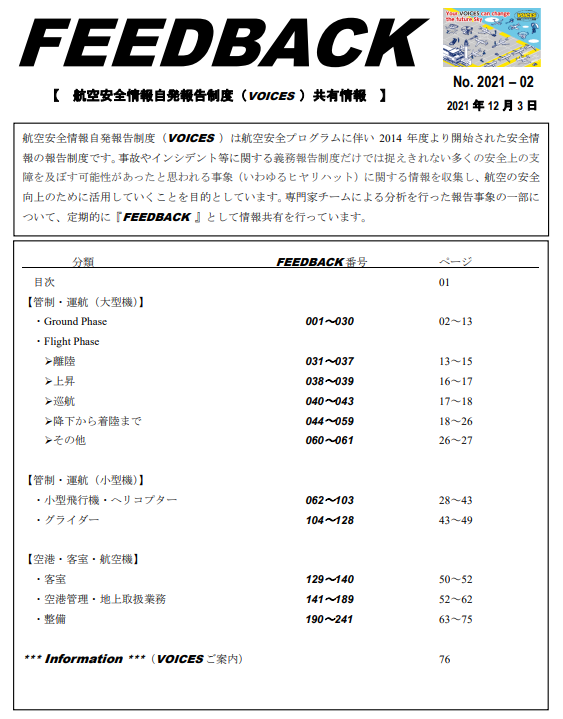 FEEDBACK
Your VOICES can change
the future Sky
VOICES
No. 2021 – 02
【 航空安全情報自発報告制度（VOICES ）共有情報 】
2021 年 12 月 3 日
航空安全情報自発報告制度（VOICES ）は航空安全プログラムに伴い 2014 年度より開始された安全情
報の報告制度です。事故やインシデント等に関する義務報告制度だけでは捉えきれない多くの安全上の支
障を及ぼす可能性があったと思われる事象（いわゆるヒヤリハット）に関する情報を収集し、航空の安全
向上のために活用していくことを目的としています。専門家チームによる分析を行った報告事象の一部に
ついて、定期的に『FEEDBACK 』として情報共有を行っています。
分類 FEEDBACK 番号 ページ
目次 01
【管制・運航（大型機）】
・Ground Phase 001～030 02～13
・Flight Phase
➢離陸 031～037 13～15
➢上昇 038～039 16～17
➢巡航 040～043 17～18
➢降下から着陸まで 044～059 18～26
➢その他 060～061 26～27
【管制・運航（小型機）】
・小型飛行機・ヘリコプター 062～103 28～43
・グライダー 104～128 43～49
【空港・客室・航空機】
・客室 129～140 50～52
・空港管理・地上取扱業務 141～189 52～62
・整備 190～241 63～75
*** Information ***（VOICES ご案内） 76